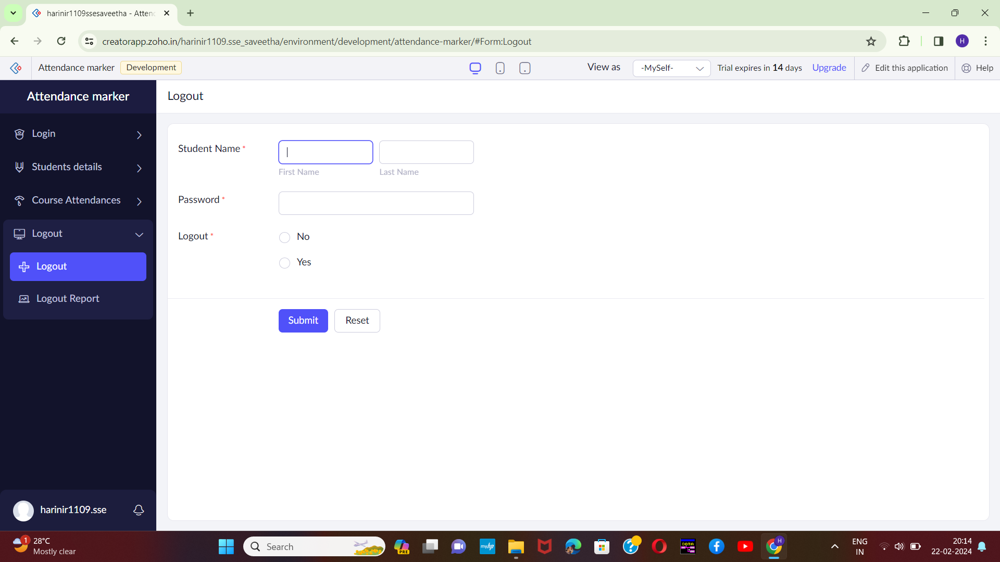 harinir1109ssesaveetha - Atten
creatorapp.zoho.in/harinir1109.sse_saveetha/environment/development/attendance-marker/#Form:Logout
H
Attendance marker
Development
View as
-MySelf-
Trial expires in 14 days
Upgrade
Edit this application
Help
Attendance marker
Login
Students details
Course Attendances
Logout
Logout
Logout Report
harinir1109.sse
Logout
Student Name *
First Name
Last Name
Password *
Logout *
No
Yes
Submit
Reset
1
28°C
Mostly clear
Search
PRE
myhp
DATA
H
ENG
IN
20:14
22-02-2024